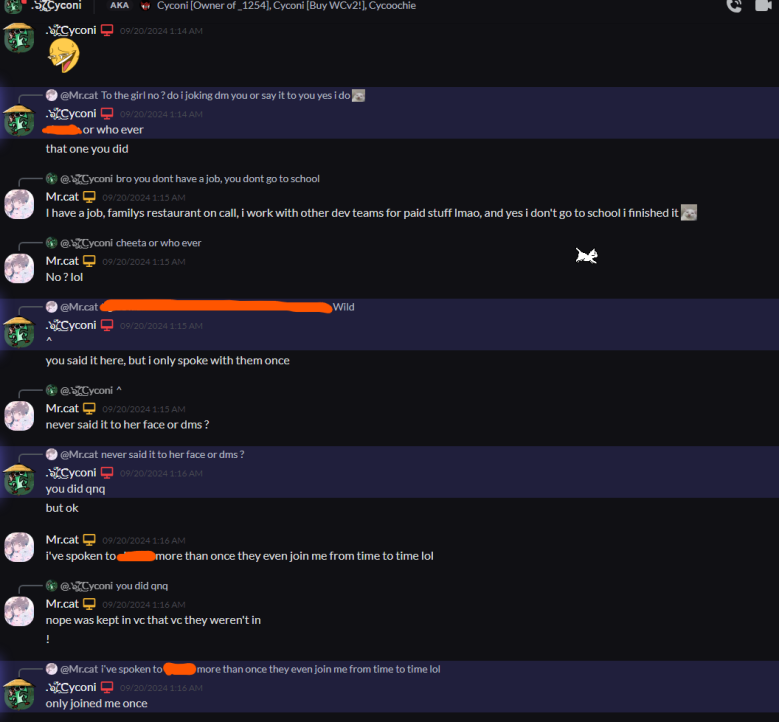 .Cyconi AKA Cyconi [Owner of _1254], Cyconi [Buy WCv2!], Cycoochie
.Cyconi 09/20/2024 1:14 AM
@Mr.cat To the girl no ? do i joking dm you or say it to you yes i do
.Cyconi 09/20/2024 1:14 AM
or who ever
that one you did
@.Cyconi bro you dont have a job, you dont go to school
Mr.cat 09/20/2024 1:15 AM
I have a job, familys restaurant on call, i work with other dev teams for paid stuff lmao, and yes i don't go to school i finished it
@.Cyconi cheeta or who ever
Mr.cat 09/20/2024 1:15 AM
No ? lol
@Mr.cat Wild
.Cyconi 09/20/2024 1:15 AM
^
you said it here, but i only spoke with them once
@.Cyconi ^
Mr.cat 09/20/2024 1:15 AM
never said it to her face or dms ?
@Mr.cat never said it to her face or dms ?
.Cyconi 09/20/2024 1:16 AM
you did qnq
but ok
Mr.cat 09/20/2024 1:16 AM
i've spoken to more than once they even join me from time to time lol
@.Cyconi you did qnq
Mr.cat 09/20/2024 1:16 AM
nope was kept in vc that vc they weren't in
!
@Mr.cat i've spoken to more than once they even join me from time to time lol
.Cyconi 09/20/2024 1:16 AM
only joined me once